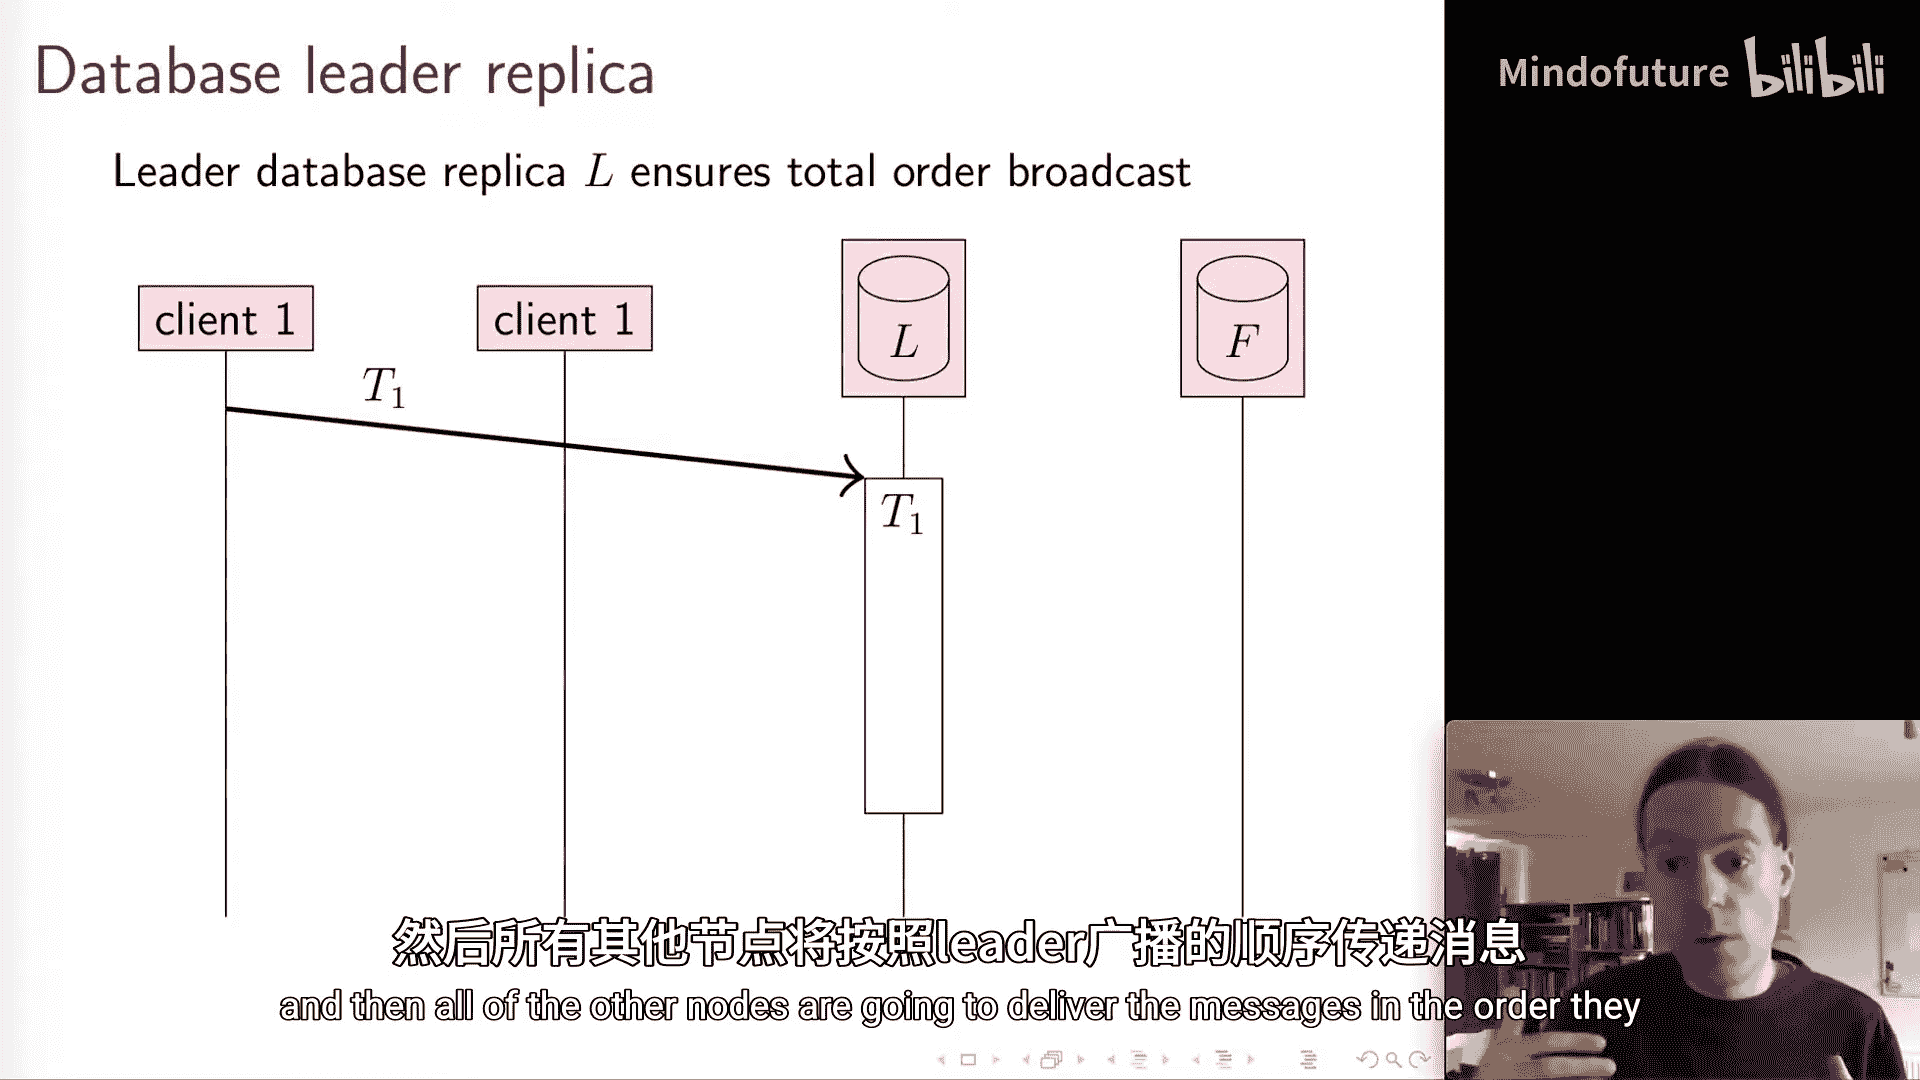 Database leader replica
Mindofuture bilibili
Leader database replica L ensures total order broadcast
client 1
client 1
L
F
T₁
T₁
然后所有其他节点将按照leader广播的顺序传递消息
and then all of the other nodes are going to deliver the messages in the order they